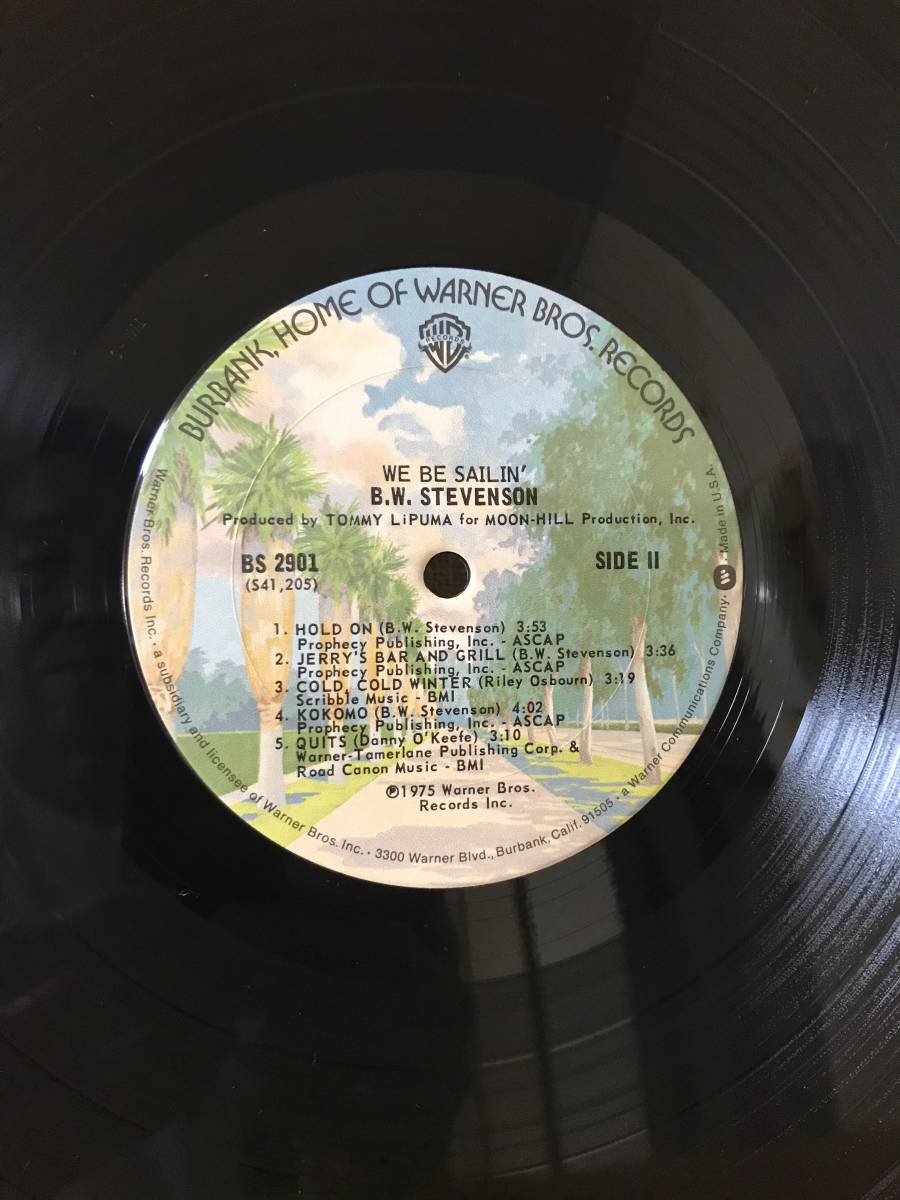 BURBANK, HOME OF WARNER BROS. RECORDS
RECORDS
WE BE SAILIN'
B.W. STEVENSON
Produced by TOMMY LiPUMA for MOON-HILL Production, Inc.
BS 2901
(S41,205)
SIDE II
1. HOLD ON (B.W. Stevenson) 3:53
Prophecy Publishing, Inc. - ASCAP
2. JERRY'S BAR AND GRILL (B.W. Stevenson) 3:36
Prophecy Publishing, Inc. - ASCAP
3. COLD, COLD WINTER (Riley Osbourn) 3:19
Scribble Music - BMI
4. KOKOMO (B.W. Stevenson) 4:02
Prophecy Publishing, Inc. - ASCAP
5. QUITS (Danny O'Keefe) 3:10
Warner-Tamerlane Publishing Corp. &
Road Canon Music - BMI
℗1975 Warner Bros.
Records Inc.
Warner Bros. Records Inc. • a subsidiary and licensee of Warner Bros. Inc. • 3300 Warner Blvd., Burbank, Calif. 91505 • a Warner Communications Company • Made in U.S.A.